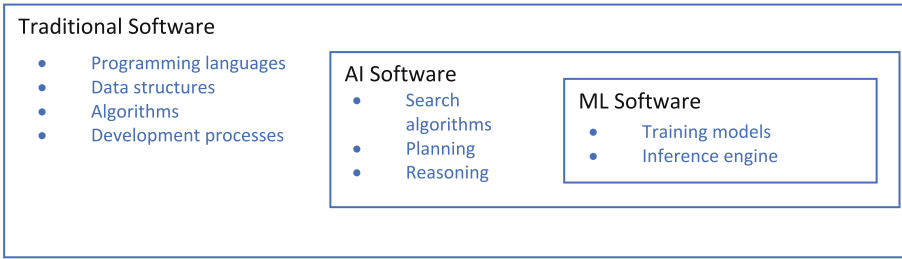 Traditional Software
• Programming languages
• Data structures
• Algorithms
• Development processes
AI Software
• Search
algorithms
• Planning
• Reasoning
ML Software
• Training models
• Inference engine